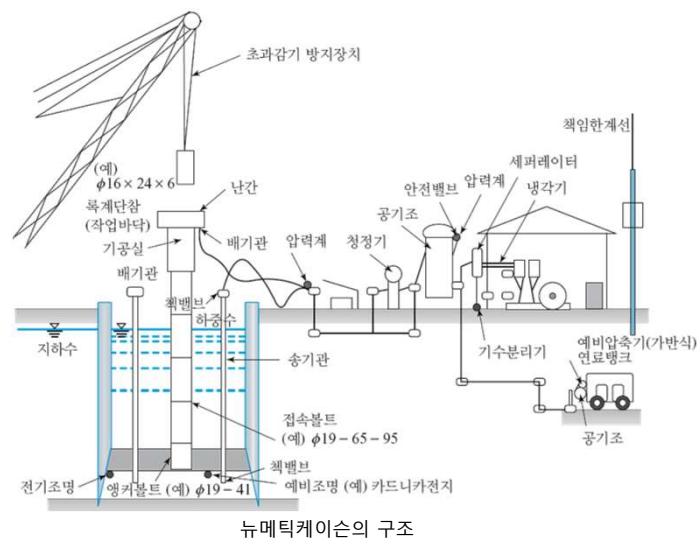 초과감기 방지장치
책임한계선
(예)
ϕ16×24×6
세퍼레이터
압력계
냉각기
안전밸브
난간
록계단참
(작업바닥)
공기조
기공실
배기관
압력계
청정기
배기관
첵밸브
하중수
지하수
송기관
기수분리기
예비압축기(가반식)
연료탱크
접속볼트
(예) ϕ19-65-95
공기조
첵밸브
전기조명
앵커볼트 (예) ϕ19-41
예비조명 (예) 카드니카전지
뉴메틱케이슨의 구조